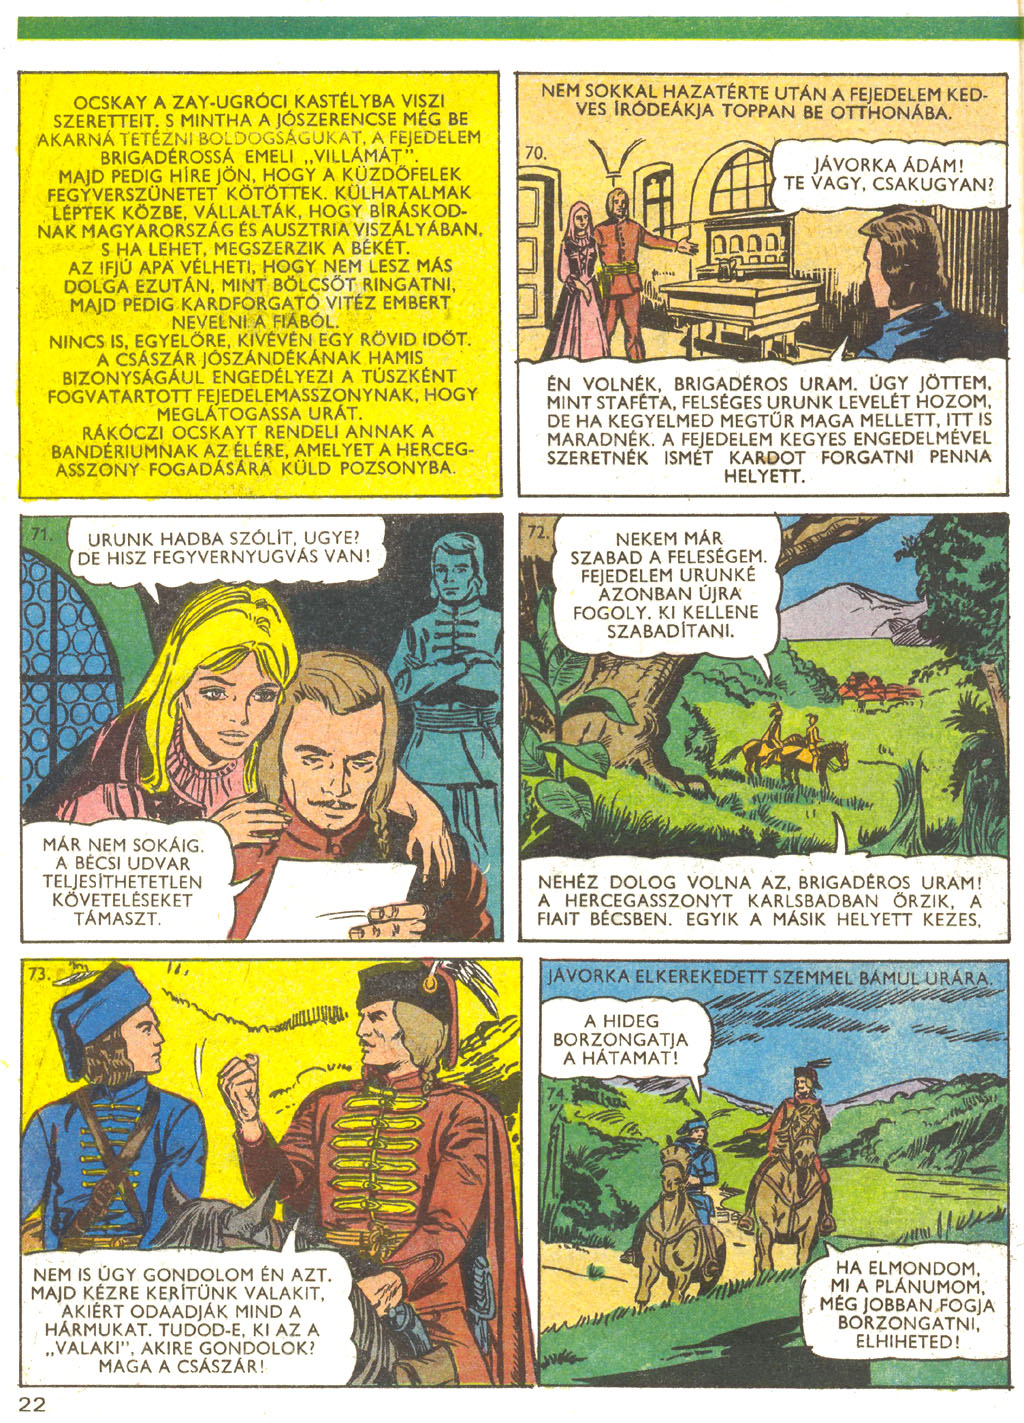 OCSKAY A ZAY-UGRÓCI KASTÉLYBA VISZI
SZERETTEIT. S MINTHA A JÓSZERENCSE MÉG BE
AKARNÁ TETÉZNI BOLDOGSÁGUKAT, A FEJEDELEM
BRIGADÉROSSÁ EMELI „VILLÁMÁT".
MAJD PEDIG HÍRE JÖN, HOGY A KÜZDŐFELEK
FEGYVERSZÜNETET KÖTÖTTEK. KÜLHATALMAK
LÉPTEK KÖZBE, VÁLLALTÁK, HOGY BÍRÁSKOD-
NAK MAGYARORSZÁG ÉS AUSZTRIA VISZÁLYÁBAN,
S HA LEHET, MEGSZERZIK A BÉKÉT.
AZ IFJÚ APA VÉLHETI, HOGY NEM LESZ MÁS
DOLGA EZUTÁN, MINT BÖLCSŐT RINGATNI,
MAJD PEDIG KARDFORGATÓ VITÉZ EMBERT
NEVELNI A FIÁBÓL.
NINCS IS, EGYELŐRE, KIVÉVÉN EGY RÖVID IDŐT.
A CSÁSZÁR JÓSZÁNDÉKÁNAK HAMIS
BIZONYSÁGÁUL ENGEDÉLYEZI A TÚSZKÉNT
FOGVATARTOTT FEJEDELEMASSZONYNAK, HOGY
MEGLÁTOGASSA URÁT.
RÁKÓCZI OCSKAYT RENDELI ANNAK A
BANDÉRIUMNAK AZ ÉLÉRE, AMELYET A HERCEG-
ASSZONY FOGADÁSÁRA KÜLD POZSONYBA.
NEM SOKKAL HAZATÉRTE UTÁN A FEJEDELEM KED-
VES ÍRÓDEÁKJA TOPPAN BE OTTHONÁBA.
70.
JÁVORKA ÁDÁM!
TE VAGY, CSAKUGYAN?
ÉN VOLNÉK, BRIGADÉROS URAM. ÚGY JÖTTEM,
MINT STAFÉTA, FELSÉGES URUNK LEVELÉT HOZOM,
DE HA KEGYELMED MEGTŰR MAGA MELLETT, ITT IS
MARADNÉK. A FEJEDELEM KEGYES ENGEDELMÉVEL
SZERETNÉK ISMÉT KARDOT FORGATNI PENNA
HELYETT.
71.
URUNK HADBA SZÓLÍT, UGYE?
DE HISZ FEGYVERNYUGVÁS VAN!
MÁR NEM SOKÁIG.
A BÉCSI UDVAR
TELJESÍTHETETLEN
KÖVETELÉSEKET
TÁMASZT.
72.
NEKEM MÁR
SZABAD A FELESÉGEM.
FEJEDELEM URUNKÉ
AZONBAN ÚJRA
FOGOLY. KI KELLENE
SZABADÍTANI.
NEHÉZ DOLOG VOLNA AZ, BRIGADÉROS URAM!
A HERCEGASSZONYT KARLSBADBAN ŐRZIK, A
FIAIT BÉCSBEN. EGYIK A MÁSIK HELYETT KEZES.
73.
NEM IS ÚGY GONDOLOM ÉN AZT.
MAJD KÉZRE KERÍTÜNK VALAKIT,
AKIÉRT ODAADJÁK MIND A
HÁRMUKAT. TUDOD-E, KI AZ A
„VALAKI", AKIRE GONDOLOK?
MAGA A CSÁSZÁR!
JÁVORKA ELKEREKEDETT SZEMMEL BÁMUL URÁRA.
A HIDEG
BORZONGATJA
A HÁTAMAT!
74.
HA ELMONDOM,
MI A PLÁNUMOM,
MÉG JOBBAN FOGJA
BORZONGATNI,
ELHIHETED!
22